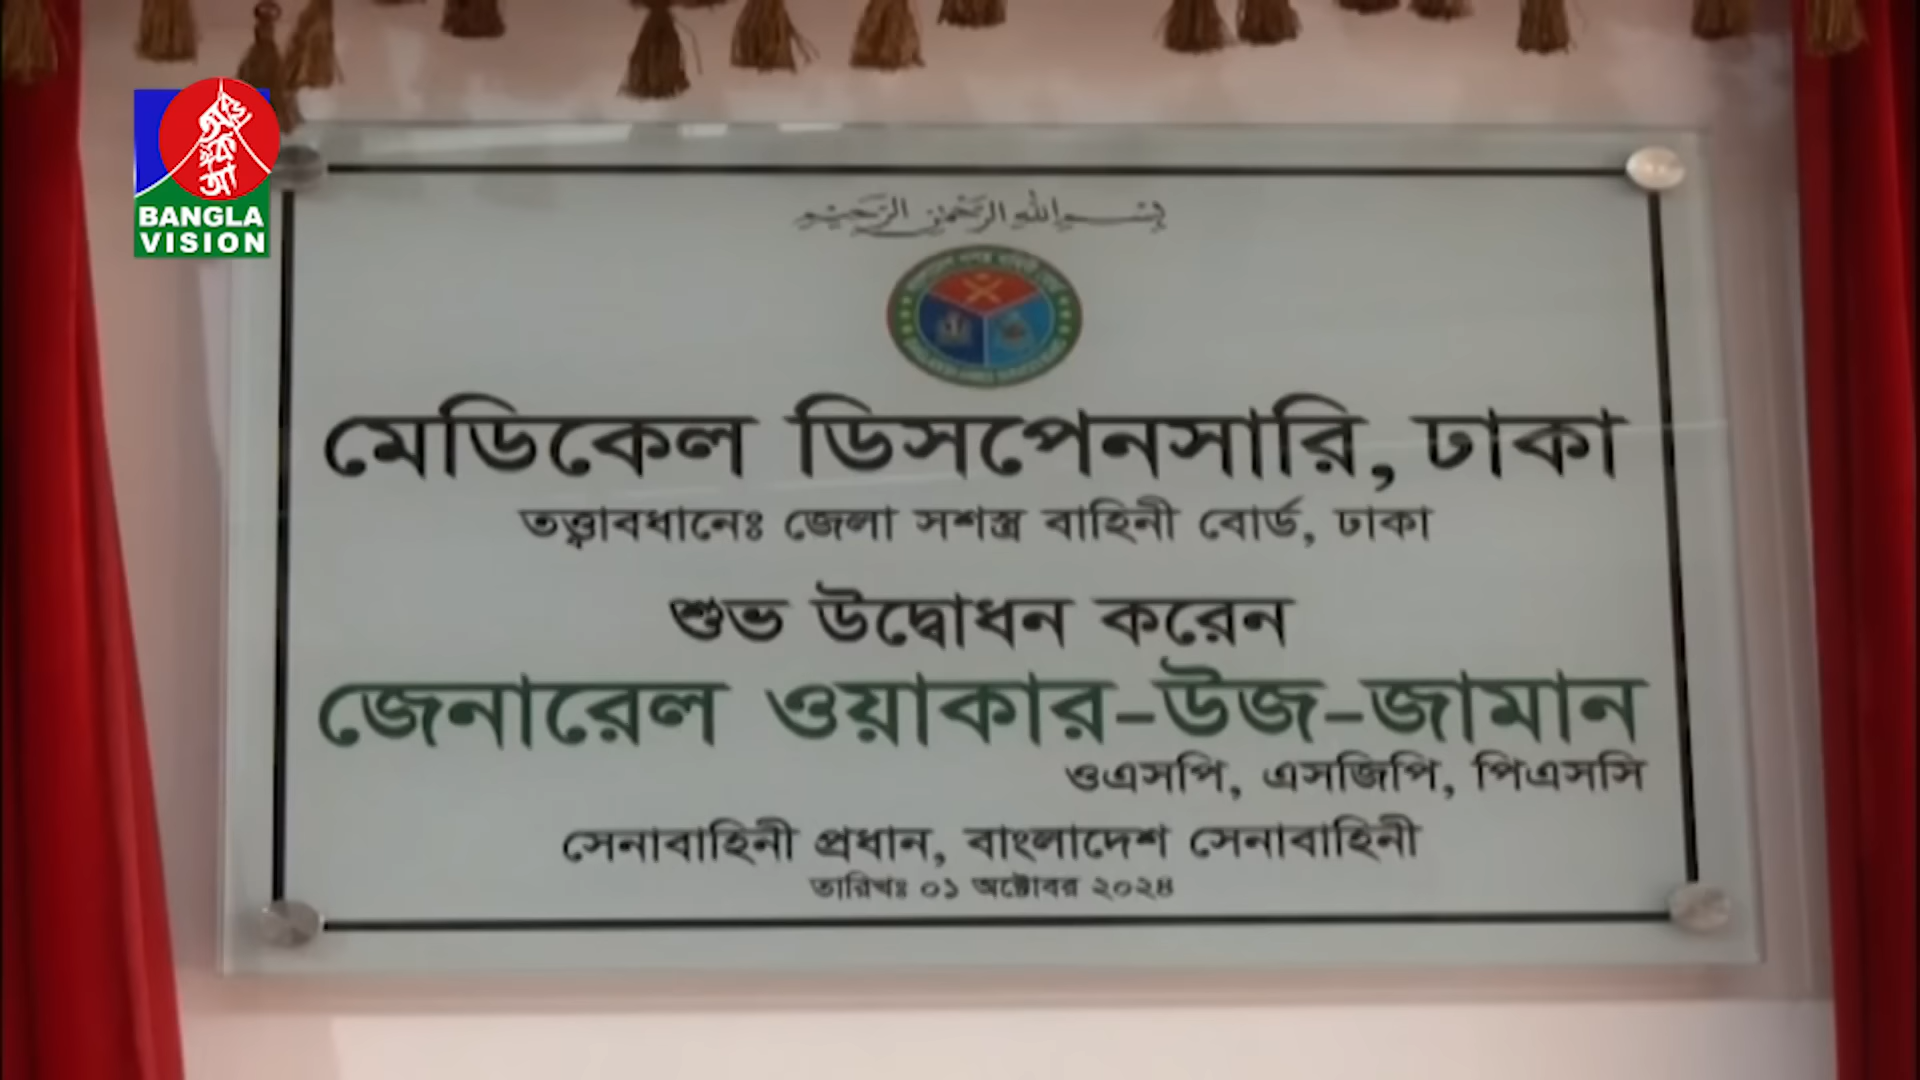 BANGLA
VISION
بسم الله الرحمن الرحيم
মেডিকেল ডিসপেনসারি, ঢাকা
তত্ত্বাবধানেঃ জেলা সশস্ত্র বাহিনী বোর্ড, ঢাকা
শুভ উদ্বোধন করেন
জেনারেল ওয়াকার-উজ-জামান
ওএসপি, এসজিপি, পিএসসি
সেনাবাহিনী প্রধান, বাংলাদেশ সেনাবাহিনী
তারিখঃ ০১ অক্টোবর ২০২৪